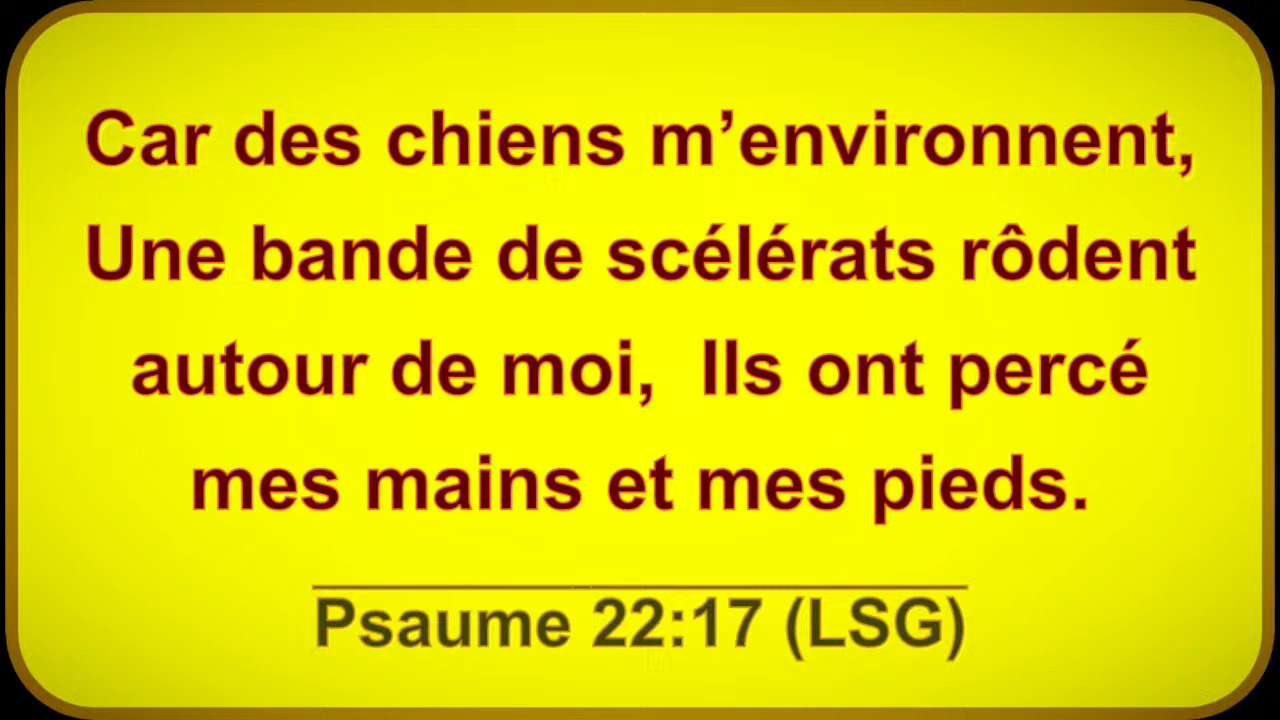 Car des chiens m’environnent,
Une bande de scélérats rôdent
autour de moi,  Ils ont percé
mes mains et mes pieds.
Psaume 22:17 (LSG)